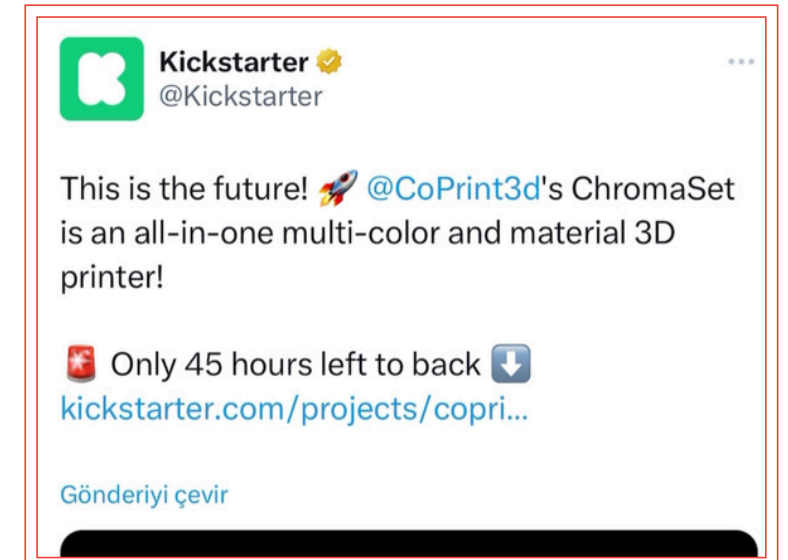 Kickstarter
@Kickstarter
This is the future! 🚀 @CoPrint3d's ChromaSet
is an all-in-one multi-color and material 3D
printer!
🚨 Only 45 hours left to back ⬇️
kickstarter.com/projects/copri...
Gönderiyi çevir